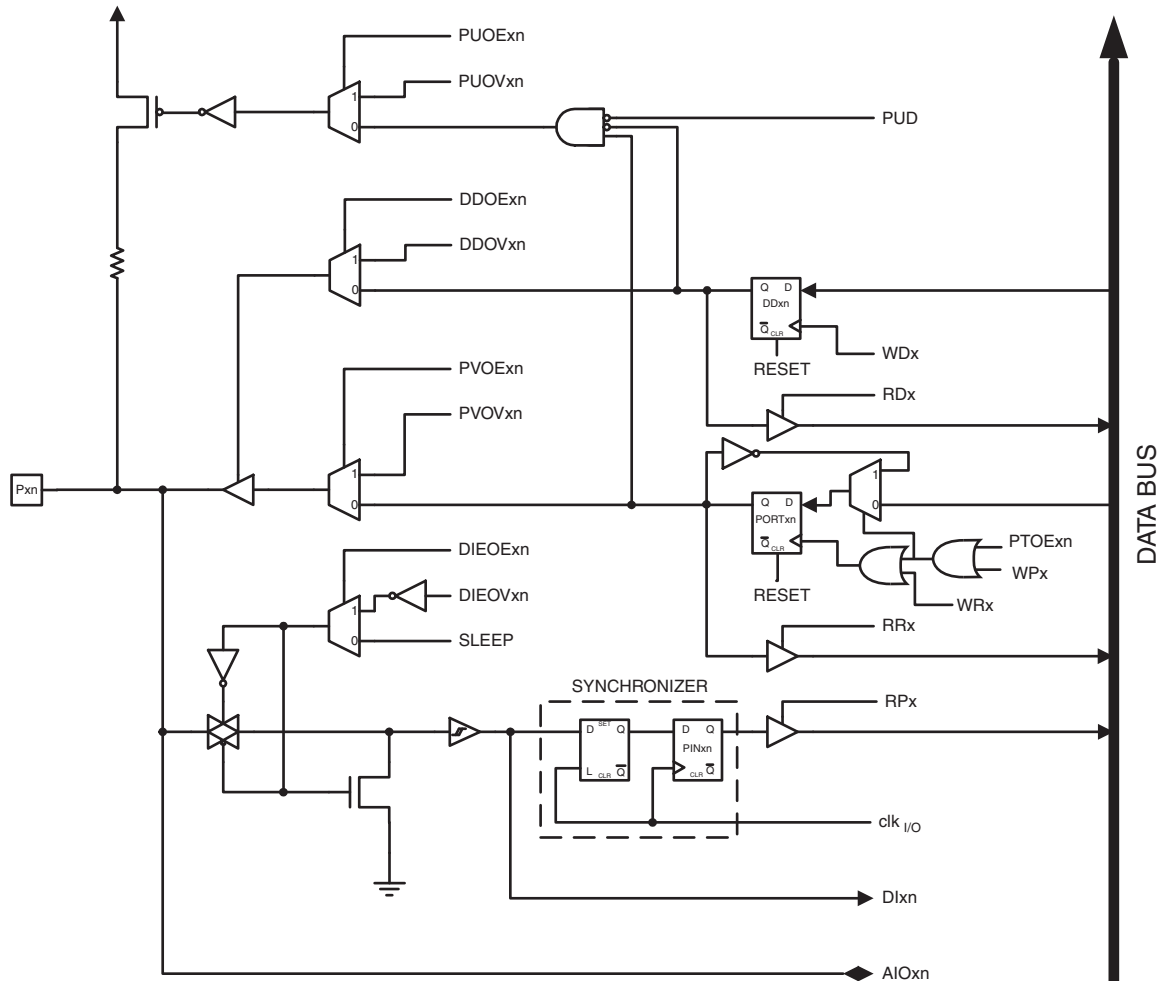 PUOExn
PUOVxn
1
0
PUD
DDOExn
DDOVxn
1
0
Q D
DDxn
Q CLR
WDx
RESET
RDx
PVOExn
PVOVxn
1
0
Pxn
1
0
Q D
PORTxn
Q CLR
PTOExn
WPx
RESET
WRx
RRx
DIEOExn
DIEOVxn
1
0
SLEEP
SYNCHRONIZER
RPx
D SET Q
L CLR Q
D Q
PINxn
CLR Q
clk I/O
DIxn
AIOxn
DATA BUS